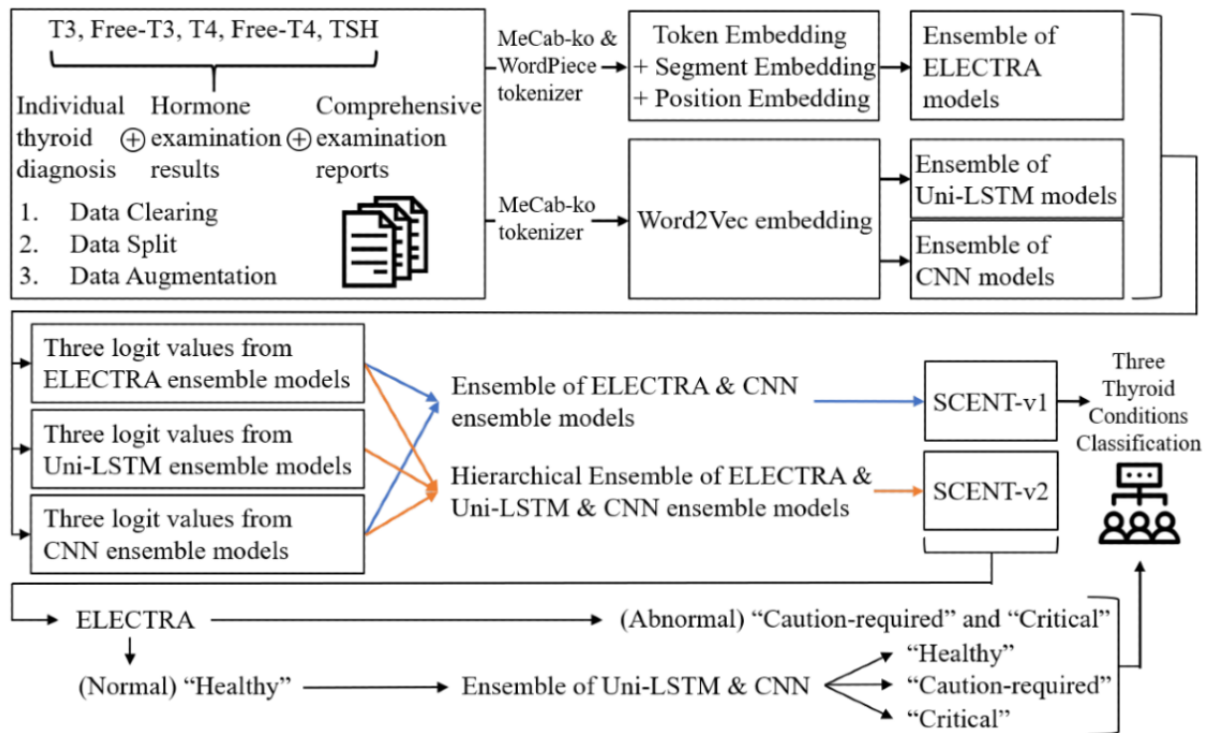 T3, Free-T3, T4, Free-T4, TSH
Individual
thyroid
diagnosis
⊕
Hormone
examination
results
⊕
Comprehensive
examination
reports
1. Data Clearing
2. Data Split
3. Data Augmentation
MeCab-ko &
WordPiece
tokenizer
Token Embedding
+ Segment Embedding
+ Position Embedding
Ensemble of
ELECTRA
models
MeCab-ko
tokenizer
Word2Vec embedding
Ensemble of
Uni-LSTM models
Ensemble of
CNN models
Three logit values from
ELECTRA ensemble models
Three logit values from
Uni-LSTM ensemble models
Three logit values from
CNN ensemble models
Ensemble of ELECTRA & CNN
ensemble models
Hierarchical Ensemble of ELECTRA &
Uni-LSTM & CNN ensemble models
SCENT-v1
SCENT-v2
Three
Thyroid
Conditions
Classification
ELECTRA
(Abnormal) “Caution-required” and “Critical”
(Normal) “Healthy”
Ensemble of Uni-LSTM & CNN
“Healthy”
“Caution-required”
“Critical”